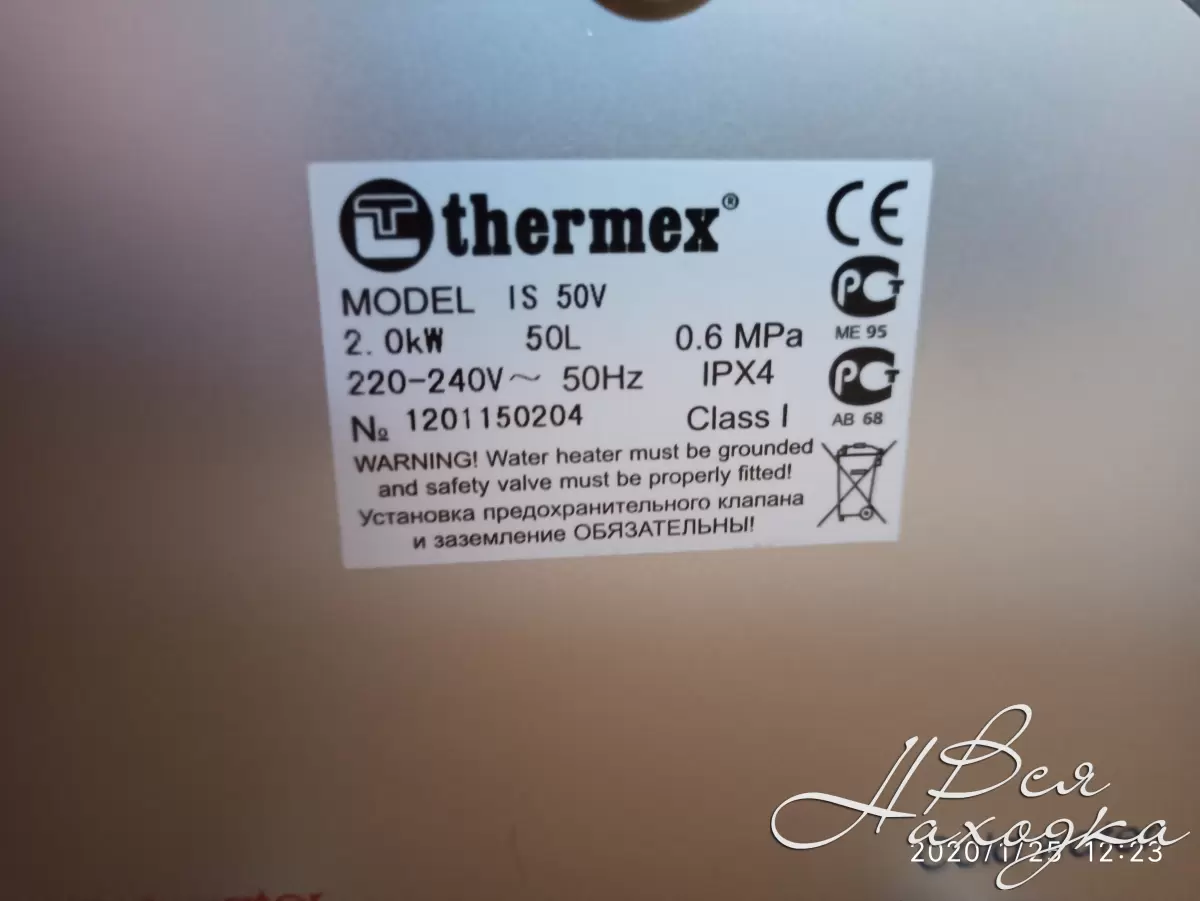 thermex®
CE
MODEL IS 50V
2.0kW 50L 0.6 MPa
ME 95
220-240V~ 50Hz IPX4
№ 1201150204 Class I
AB 68
WARNING! Water heater must be grounded
and safety valve must be properly fitted!
Установка предохранительного клапана
и заземление ОБЯЗАТЕЛЬНЫ!
Вся
Находка
2020/1/25 12:23